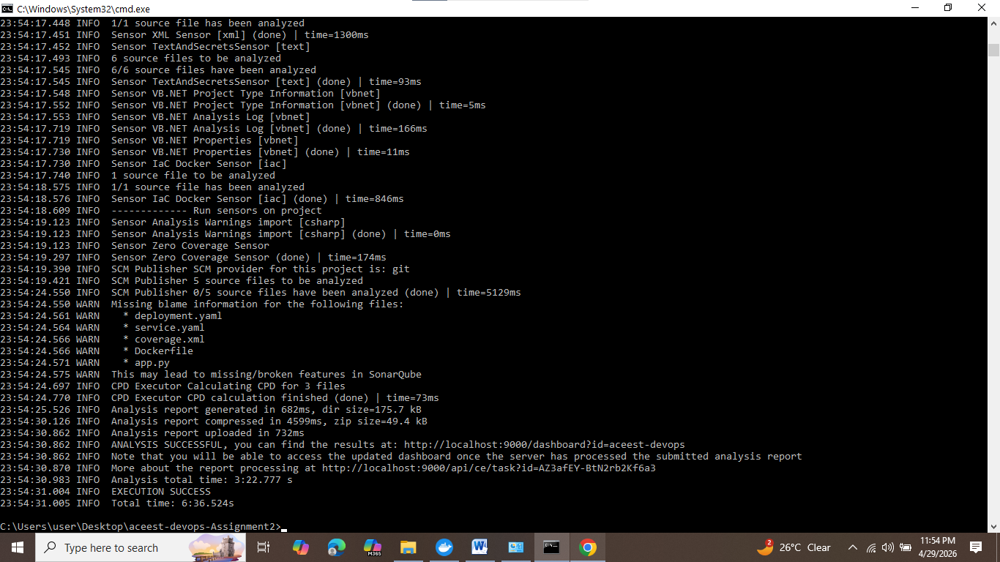 C:\Windows\System32\cmd.exe
23:54:17.448 INFO  1/1 source file has been analyzed
23:54:17.451 INFO  Sensor XML Sensor [xml] (done) | time=1300ms
23:54:17.452 INFO  Sensor TextAndSecretsSensor [text]
23:54:17.493 INFO  6 source files to be analyzed
23:54:17.545 INFO  6/6 source files have been analyzed
23:54:17.545 INFO  Sensor TextAndSecretsSensor [text] (done) | time=93ms
23:54:17.548 INFO  Sensor VB.NET Project Type Information [vbnet]
23:54:17.552 INFO  Sensor VB.NET Project Type Information [vbnet] (done) | time=5ms
23:54:17.553 INFO  Sensor VB.NET Analysis Log [vbnet]
23:54:17.719 INFO  Sensor VB.NET Analysis Log [vbnet] (done) | time=166ms
23:54:17.719 INFO  Sensor VB.NET Properties [vbnet]
23:54:17.730 INFO  Sensor VB.NET Properties [vbnet] (done) | time=11ms
23:54:17.730 INFO  Sensor IaC Docker Sensor [iac]
23:54:17.740 INFO  1 source file to be analyzed
23:54:18.575 INFO  1/1 source file has been analyzed
23:54:18.576 INFO  Sensor IaC Docker Sensor [iac] (done) | time=846ms
23:54:18.609 INFO  ------------- Run sensors on project
23:54:19.123 INFO  Sensor Analysis Warnings import [csharp]
23:54:19.123 INFO  Sensor Analysis Warnings import [csharp] (done) | time=0ms
23:54:19.123 INFO  Sensor Zero Coverage Sensor
23:54:19.297 INFO  Sensor Zero Coverage Sensor (done) | time=174ms
23:54:19.390 INFO  SCM Publisher SCM provider for this project is: git
23:54:19.421 INFO  SCM Publisher 5 source files to be analyzed
23:54:24.550 INFO  SCM Publisher 0/5 source files have been analyzed (done) | time=5129ms
23:54:24.550 WARN  Missing blame information for the following files:
23:54:24.561 WARN    * deployment.yaml
23:54:24.564 WARN    * service.yaml
23:54:24.566 WARN    * coverage.xml
23:54:24.566 WARN    * Dockerfile
23:54:24.571 WARN    * app.py
23:54:24.575 WARN  This may lead to missing/broken features in SonarQube
23:54:24.697 INFO  CPD Executor Calculating CPD for 3 files
23:54:24.770 INFO  CPD Executor CPD calculation finished (done) | time=73ms
23:54:25.526 INFO  Analysis report generated in 682ms, dir size=175.7 kB
23:54:30.126 INFO  Analysis report compressed in 4599ms, zip size=49.4 kB
23:54:30.862 INFO  Analysis report uploaded in 732ms
23:54:30.862 INFO  ANALYSIS SUCCESSFUL, you can find the results at: http://localhost:9000/dashboard?id=aceest-devops
23:54:30.862 INFO  Note that you will be able to access the updated dashboard once the server has processed the submitted analysis report
23:54:30.870 INFO  More about the report processing at http://localhost:9000/api/ce/task?id=AZ3afEY-BtN2rb2Kf6a3
23:54:30.983 INFO  Analysis total time: 3:22.777 s
23:54:31.004 INFO  EXECUTION SUCCESS
23:54:31.005 INFO  Total time: 6:36.524s
C:\Users\user\Desktop\aceest-devops-Assignment2>
Type here to search
M365
2
26°C Clear
11:54 PM
4/29/2026